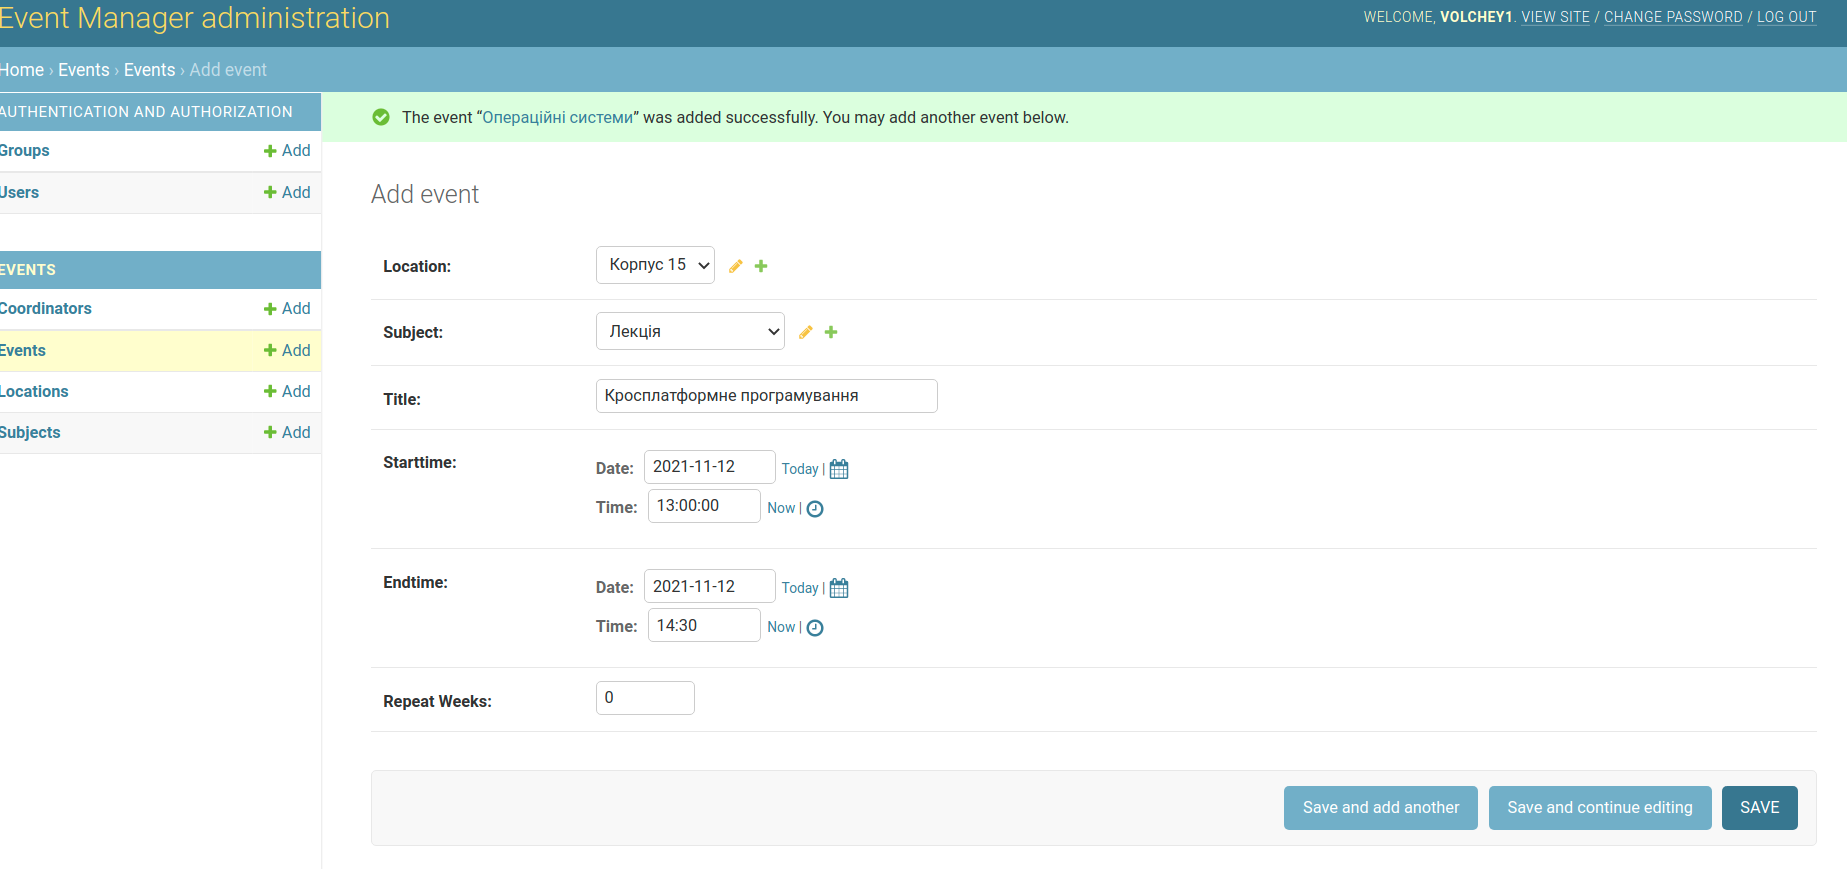 Event Manager administration
WELCOME, VOLCHEY1. VIEW SITE / CHANGE PASSWORD / LOG OUT
Home › Events › Events › Add event
AUTHENTICATION AND AUTHORIZATION
Groups Add
Users Add
EVENTS
Coordinators Add
Events Add
Locations Add
Subjects Add
The event “Операційні системи” was added successfully. You may add another event below.
Add event
Location: Корпус 15
Subject: Лекція
Title: Кросплатформне програмування
Starttime:
Date: 2021-11-12 Today |
Time: 13:00:00 Now |
Endtime:
Date: 2021-11-12 Today |
Time: 14:30 Now |
Repeat Weeks: 0
Save and add another Save and continue editing SAVE